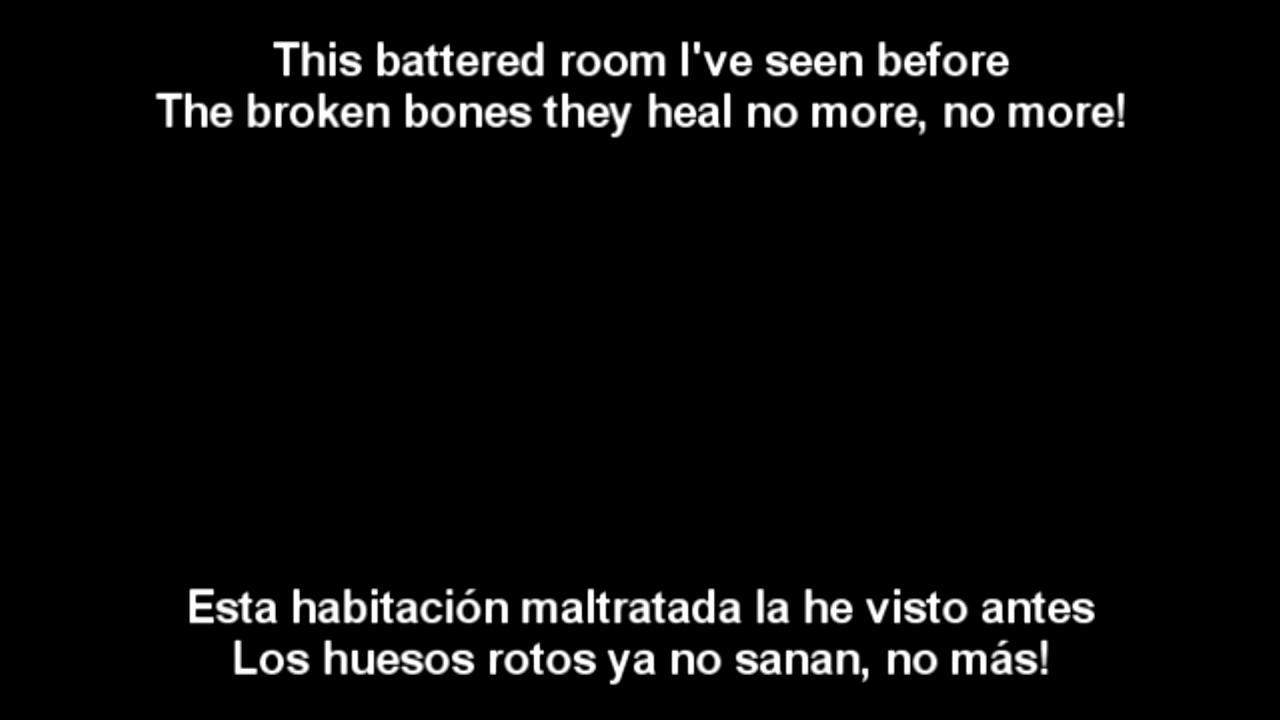 This battered room I've seen before
The broken bones they heal no more, no more!
Esta habitación maltratada la he visto antes
Los huesos rotos ya no sanan, no más!